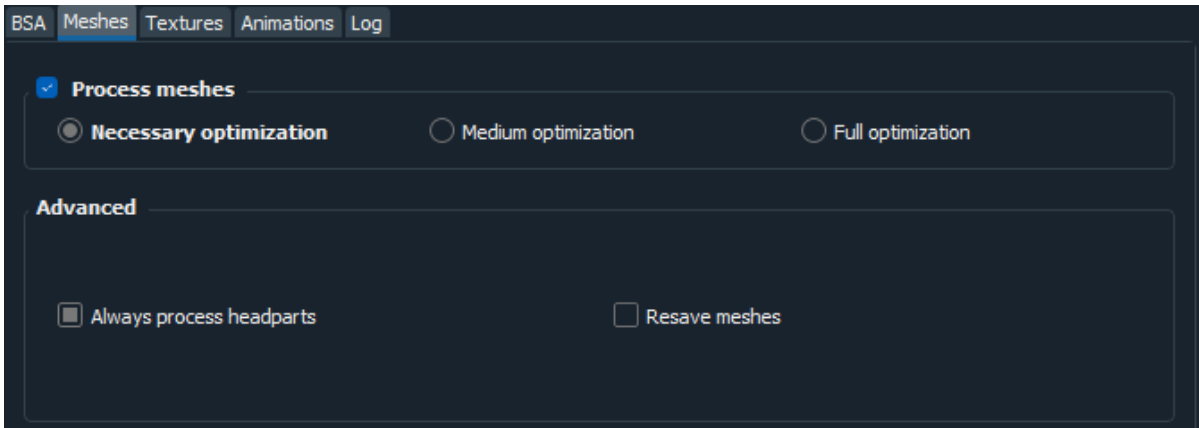 BSA Meshes Textures Animations Log
Process meshes
Necessary optimization Medium optimization Full optimization
Advanced
Always process headparts Resave meshes